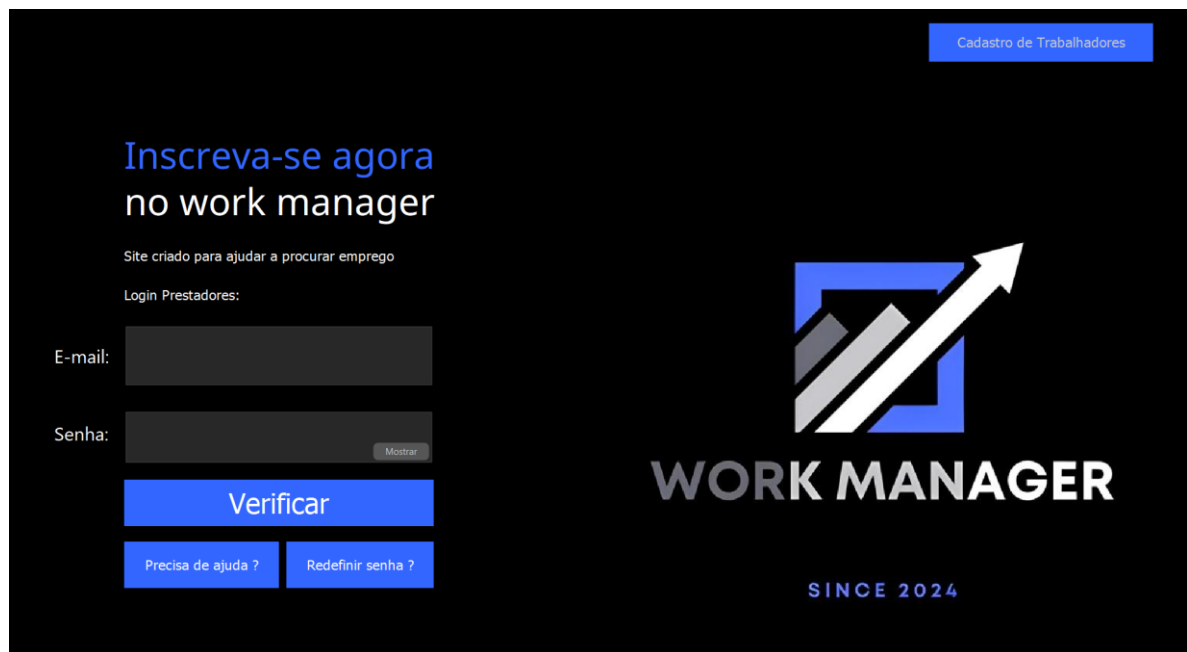 Cadastro de Trabalhadores
Inscreva-se agora
no work manager
Site criado para ajudar a procurar emprego
Login Prestadores:
E-mail:
Senha:
Mostrar
Verificar
Precisa de ajuda ?
Redefinir senha ?
WORK MANAGER
SINCE 2024